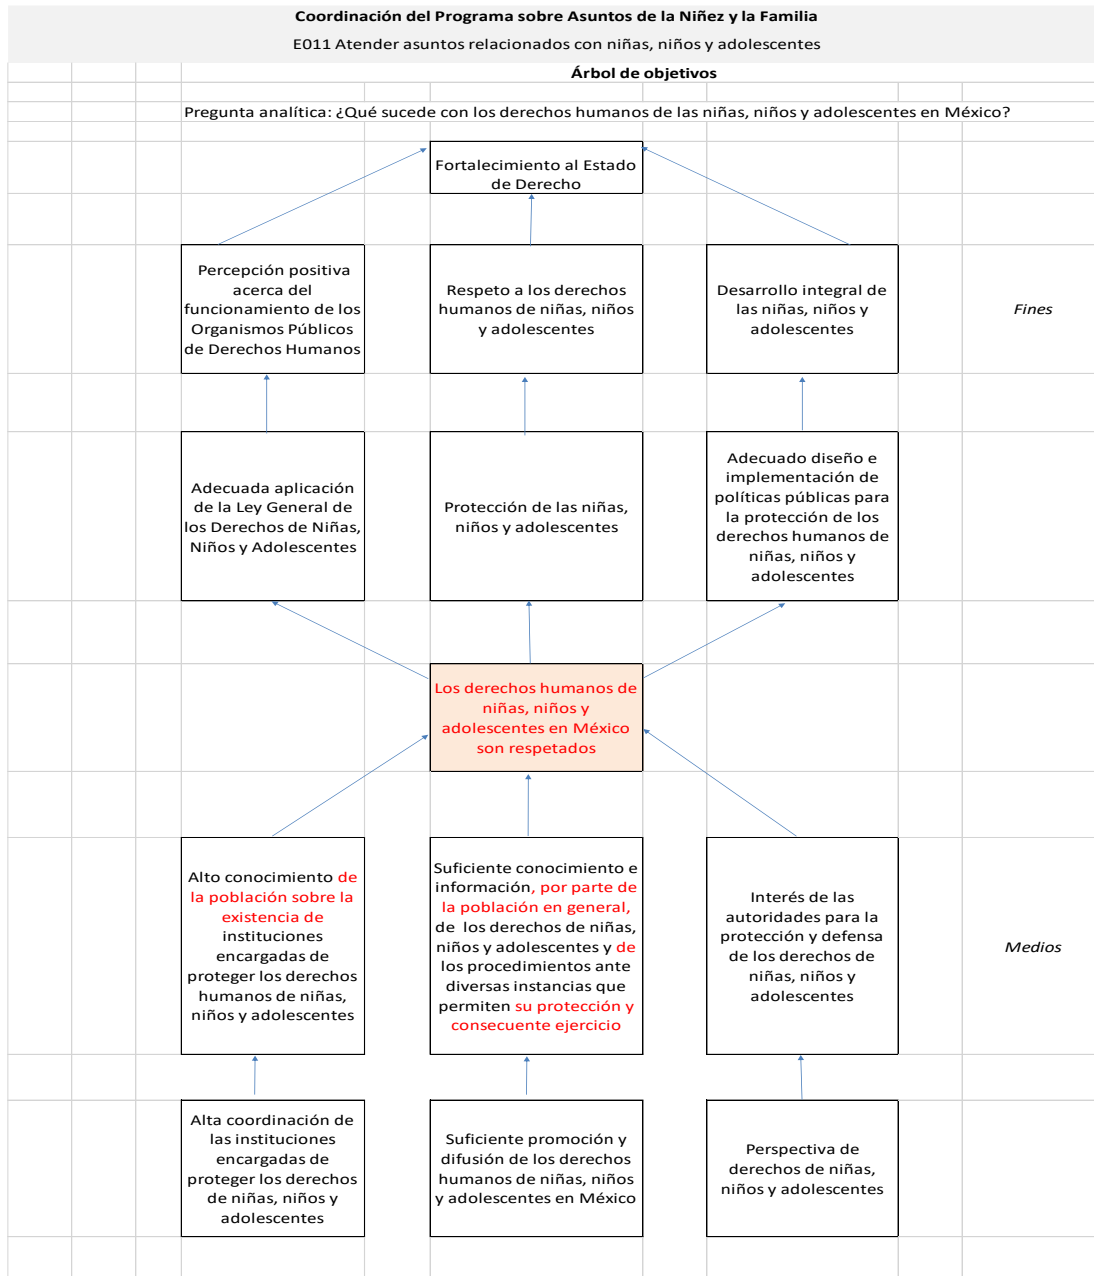 Coordinación del Programa sobre Asuntos de la Niñez y la Familia
E011 Atender asuntos relacionados con niñas, niños y adolescentes
Árbol de objetivos
Pregunta analítica: ¿Qué sucede con los derechos humanos de las niñas, niños y adolescentes en México?
Fortalecimiento al Estado
de Derecho
Percepción positiva
acerca del
funcionamiento de los
Organismos Públicos
de Derechos Humanos
Respeto a los derechos
humanos de niñas, niños
y adolescentes
Desarrollo integral de
las niñas, niños y
adolescentes
Fines
Adecuada aplicación
de la Ley General de
los Derechos de Niñas,
Niños y Adolescentes
Protección de las niñas,
niños y adolescentes
Adecuado diseño e
implementación de
políticas públicas para
la protección de los
derechos humanos de
niñas, niños y
adolescentes
Los derechos humanos de
niñas, niños y
adolescentes en México
son respetados
Alto conocimiento de
la población sobre la
existencia de
instituciones
encargadas de
proteger los derechos
humanos de niñas,
niños y adolescentes
Suficiente conocimiento e
información, por parte de
la población en general,
de  los derechos de niñas,
niños y adolescentes y de
los procedimientos ante
diversas instancias que
permiten su protección y
consecuente ejercicio
Interés de las
autoridades para la
protección y defensa
de los derechos de
niñas, niños y
adolescentes
Medios
Alta coordinación de
las instituciones
encargadas de
proteger los derechos
de niñas, niños y
adolescentes
Suficiente promoción y
difusión de los derechos
humanos de niñas, niños
y adolescentes en México
Perspectiva de
derechos de niñas,
niños y adolescentes